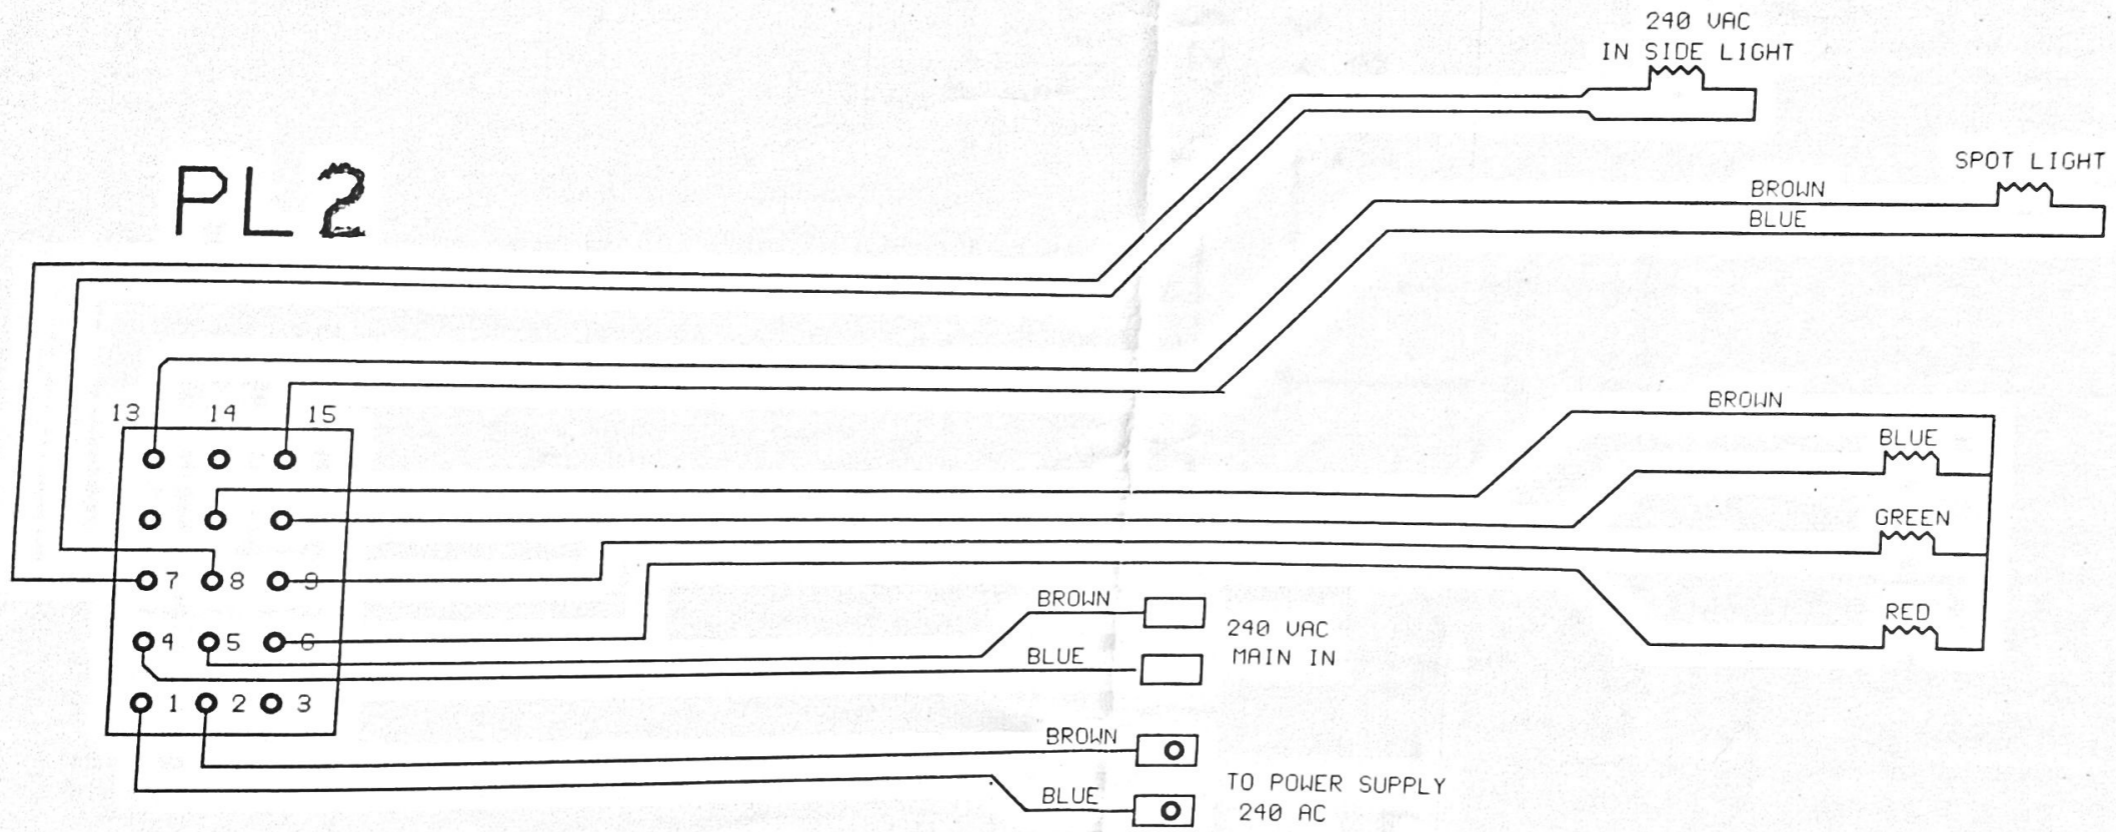 240 VAC
IN SIDE LIGHT
SPOT LIGHT
PL2
BROWN
BLUE
13 14 15
BROWN
BLUE
GREEN
7 8 9
BROWN
240 VAC
RED
4 5 6
BLUE
MAIN IN
1 2 3
BROWN
TO POWER SUPPLY
BLUE
240 AC